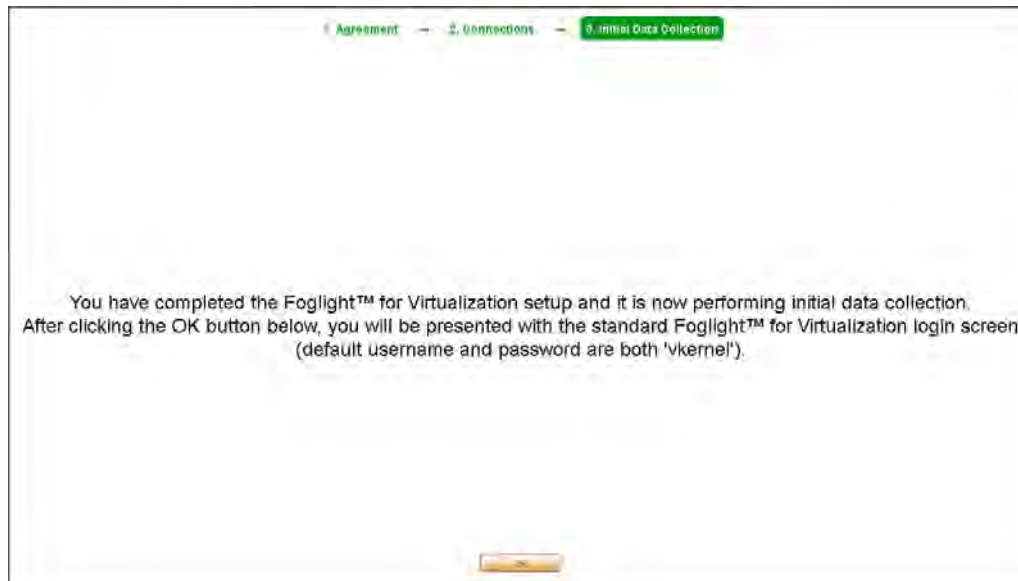 1. Agreement → 2. Connections → 3. Initial Data Collection
You have completed the Foglight™ for Virtualization setup and it is now performing initial data collection.
After clicking the OK button below, you will be presented with the standard Foglight™ for Virtualization login screen
(default username and password are both 'vkernel').
OK